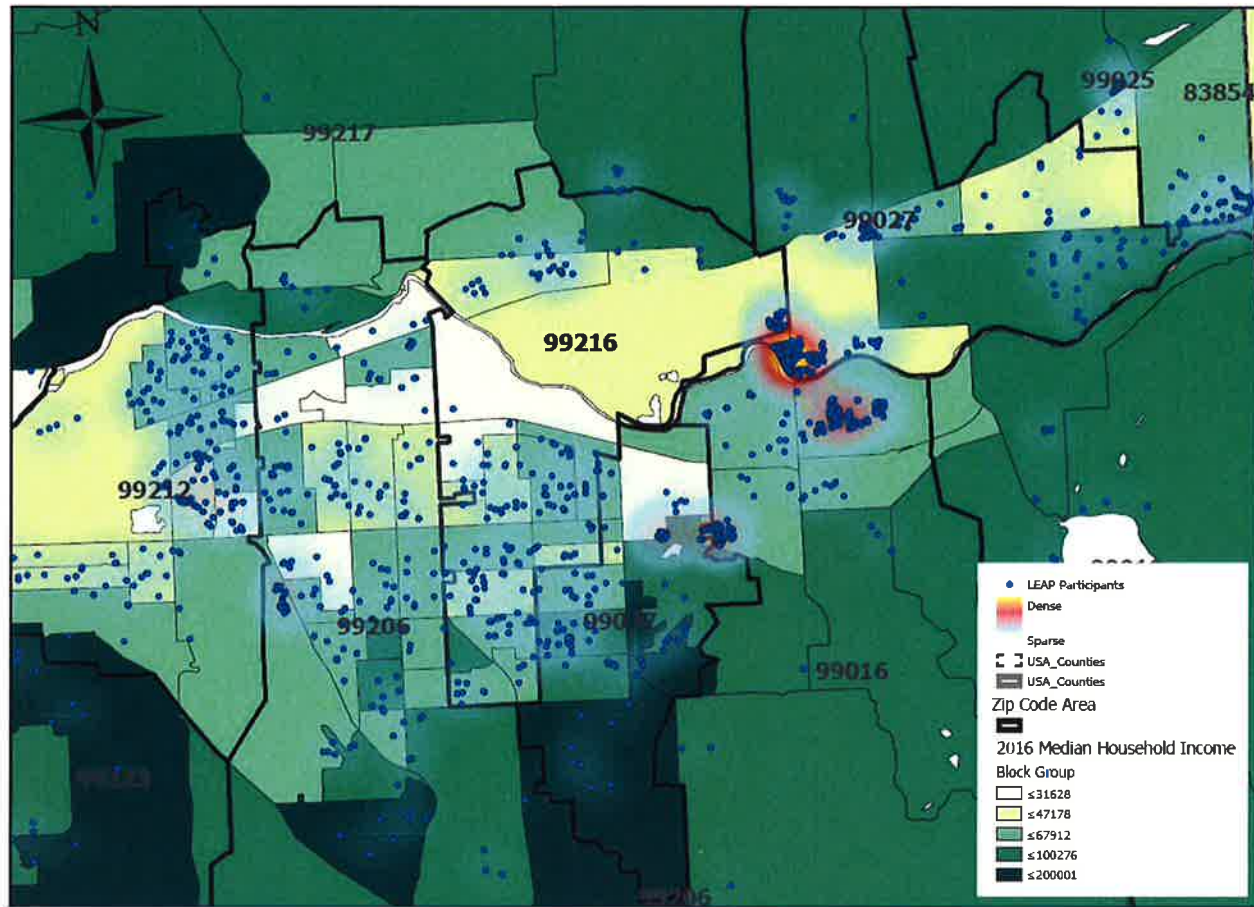 N
99025
83854
99217
99027
99216
99212
99206
99016
99206
LEAP Participants
Dense
Sparse
USA_Counties
USA_Counties
Zip Code Area
2016 Median Household Income
Block Group
≤31628
≤47178
≤67912
≤100276
≤200001